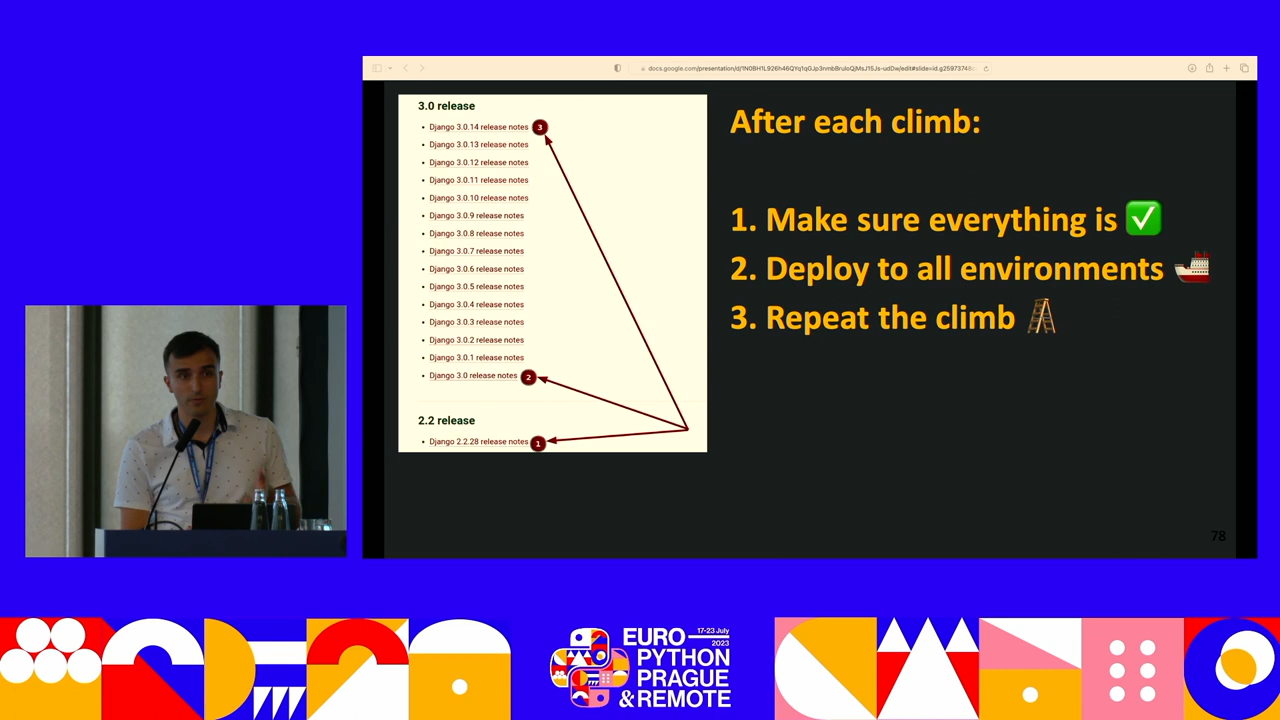 3.0 release
Django 3.0.14 release notes 3
Django 3.0.13 release notes
Django 3.0.12 release notes
Django 3.0.11 release notes
Django 3.0.10 release notes
Django 3.0.9 release notes
Django 3.0.8 release notes
Django 3.0.7 release notes
Django 3.0.6 release notes
Django 3.0.5 release notes
Django 3.0.4 release notes
Django 3.0.3 release notes
Django 3.0.2 release notes
Django 3.0.1 release notes
Django 3.0 release notes 2
2.2 release
Django 2.2.28 release notes 1
After each climb:
1. Make sure everything is ✅
2. Deploy to all environments 🚢
3. Repeat the climb 🪜
78
EURO 17-23 July
2023
PYTHON
PRAGUE
& REMOTE